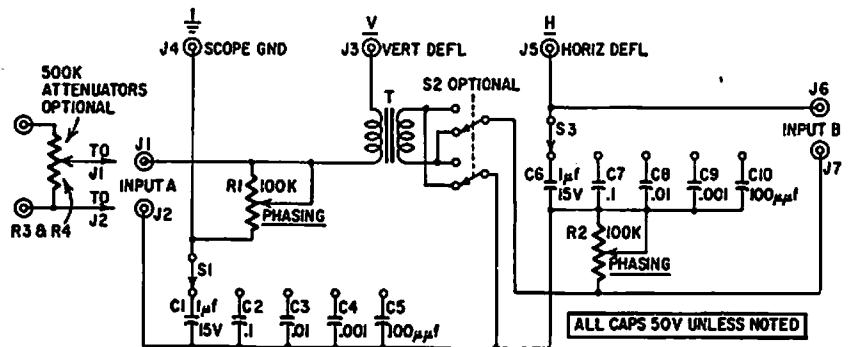 V
H
J4
SCOPE GND
J3
VERT DEFL
J5
HORIZ DEFL
500K
ATTENUATORS
OPTIONAL
S2 OPTIONAL
J6
T
TO
J1
J1
S3
INPUT B
TO
J2
INPUT A
J2
R1
100K
PHASING
C6
1µf
15V
C7
.1
C8
.01
C9
.001
C10
100µµf
J7
R3 & R4
R2
100K
PHASING
S1
C1
1µf
15V
C2
.1
C3
.01
C4
.001
C5
100µµf
ALL CAPS 50V UNLESS NOTED